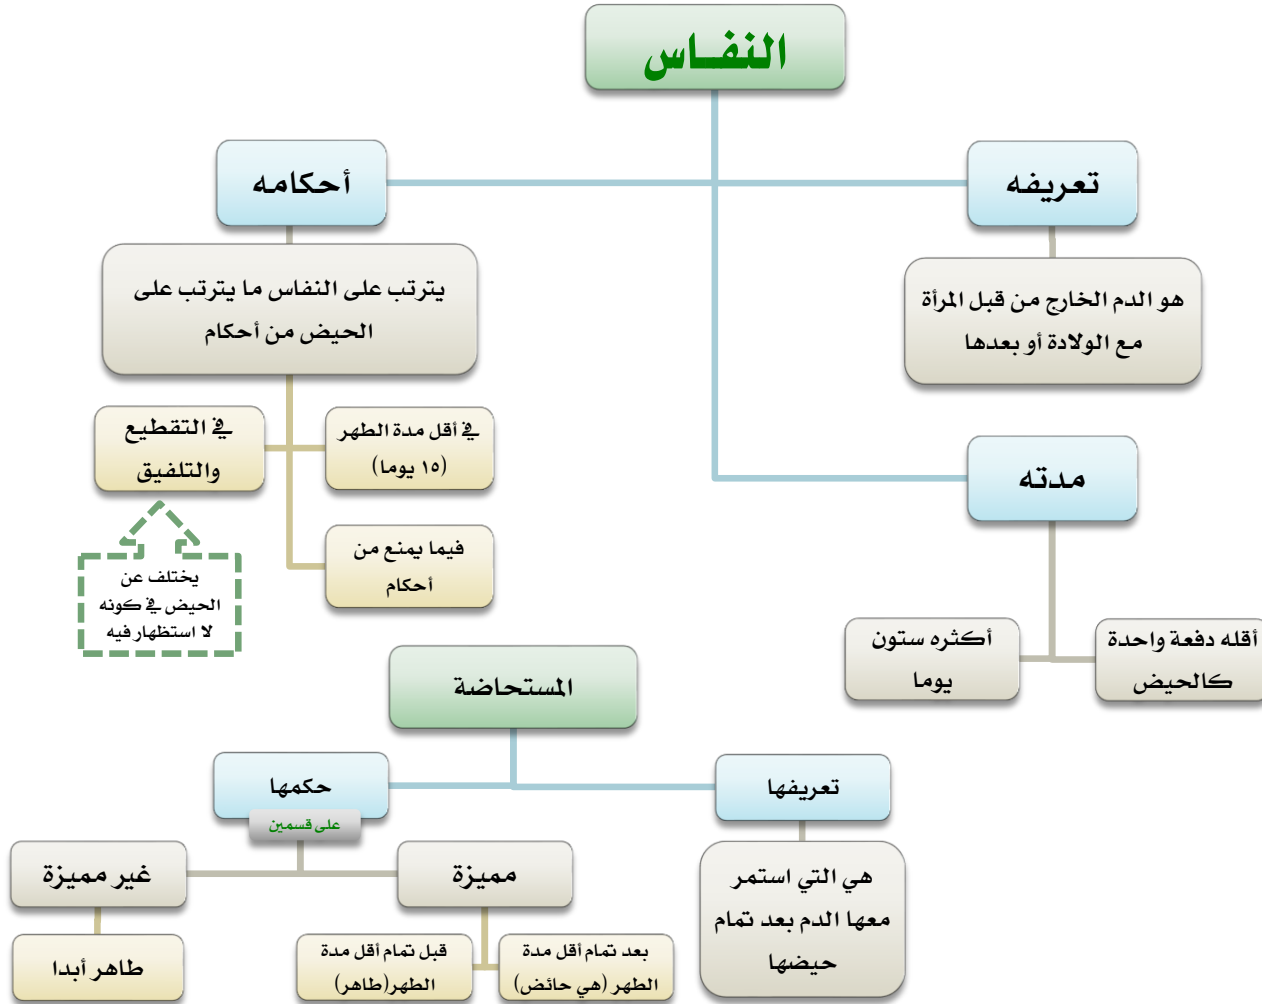 النفـــاس
تعريفه
هو الدم الخارج من قبل المرأة
مع الولادة أو بعدها
مدته
أقله دفعة واحدة
كالحيض
أكثره ستون
يوما
أحكامه
يترتب على النفاس ما يترتب على
الحيض من أحكام
في أقل مدة الطهر
(١٥ يوما)
في التقطيع
والتلفيق
يختلف عن
الحيض في كونه
لا استظهار فيه
فيما يمنع من
أحكام
المستحاضة
تعريفها
هي التي استمر
معها الدم بعد تمام
حيضها
حكمها
على قسمين
مميزة
بعد تمام أقل مدة
الطهر (هي حائض)
قبل تمام أقل مدة
الطهر(طاهر)
غير مميزة
طاهر أبدا